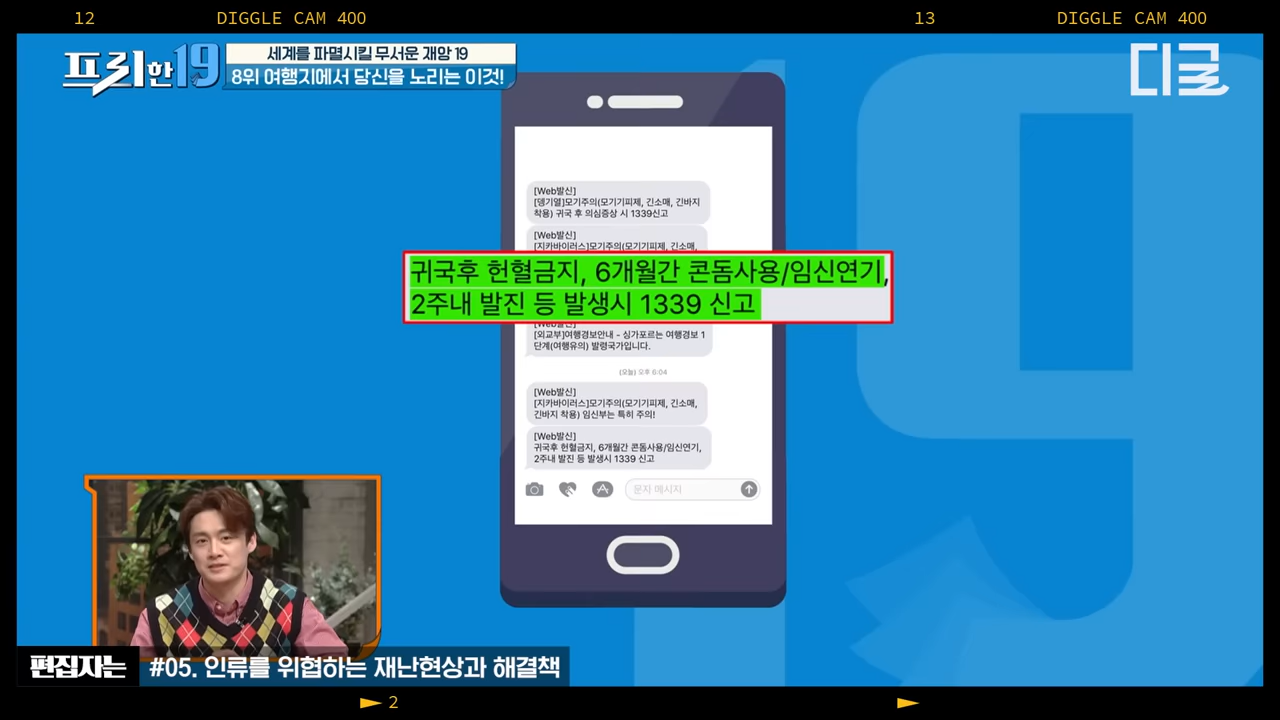 12 DIGGLE CAM 400 13 DIGGLE CAM 400
프리한19
세계를 파멸시킬 무서운 재앙 19
8위 여행지에서 당신을 노리는 이것!
디글
[Web발신]
[뎅기열]모기주의(모기기피제, 긴소매, 긴바지
착용) 귀국 후 의심증상 시 1339신고
[Web발신]
[지카바이러스]모기주의(모기기피제, 긴소매,
귀국후 헌혈금지, 6개월간 콘돔사용/임신연기,
2주내 발진 등 발생시 1339 신고
[Web발신]
[외교부]여행경보안내 - 싱가포르는 여행경보 1
단계(여행유의) 발령국가입니다.
(오늘) 오후 6:04
[Web발신]
[지카바이러스]모기주의(모기기피제, 긴소매,
긴바지 착용) 임신부는 특히 주의!
[Web발신]
귀국후 헌혈금지, 6개월간 콘돔사용/임신연기,
2주내 발진 등 발생시 1339 신고
문자 메시지
편집자는 #05. 인류를 위협하는 재난현상과 해결책
2